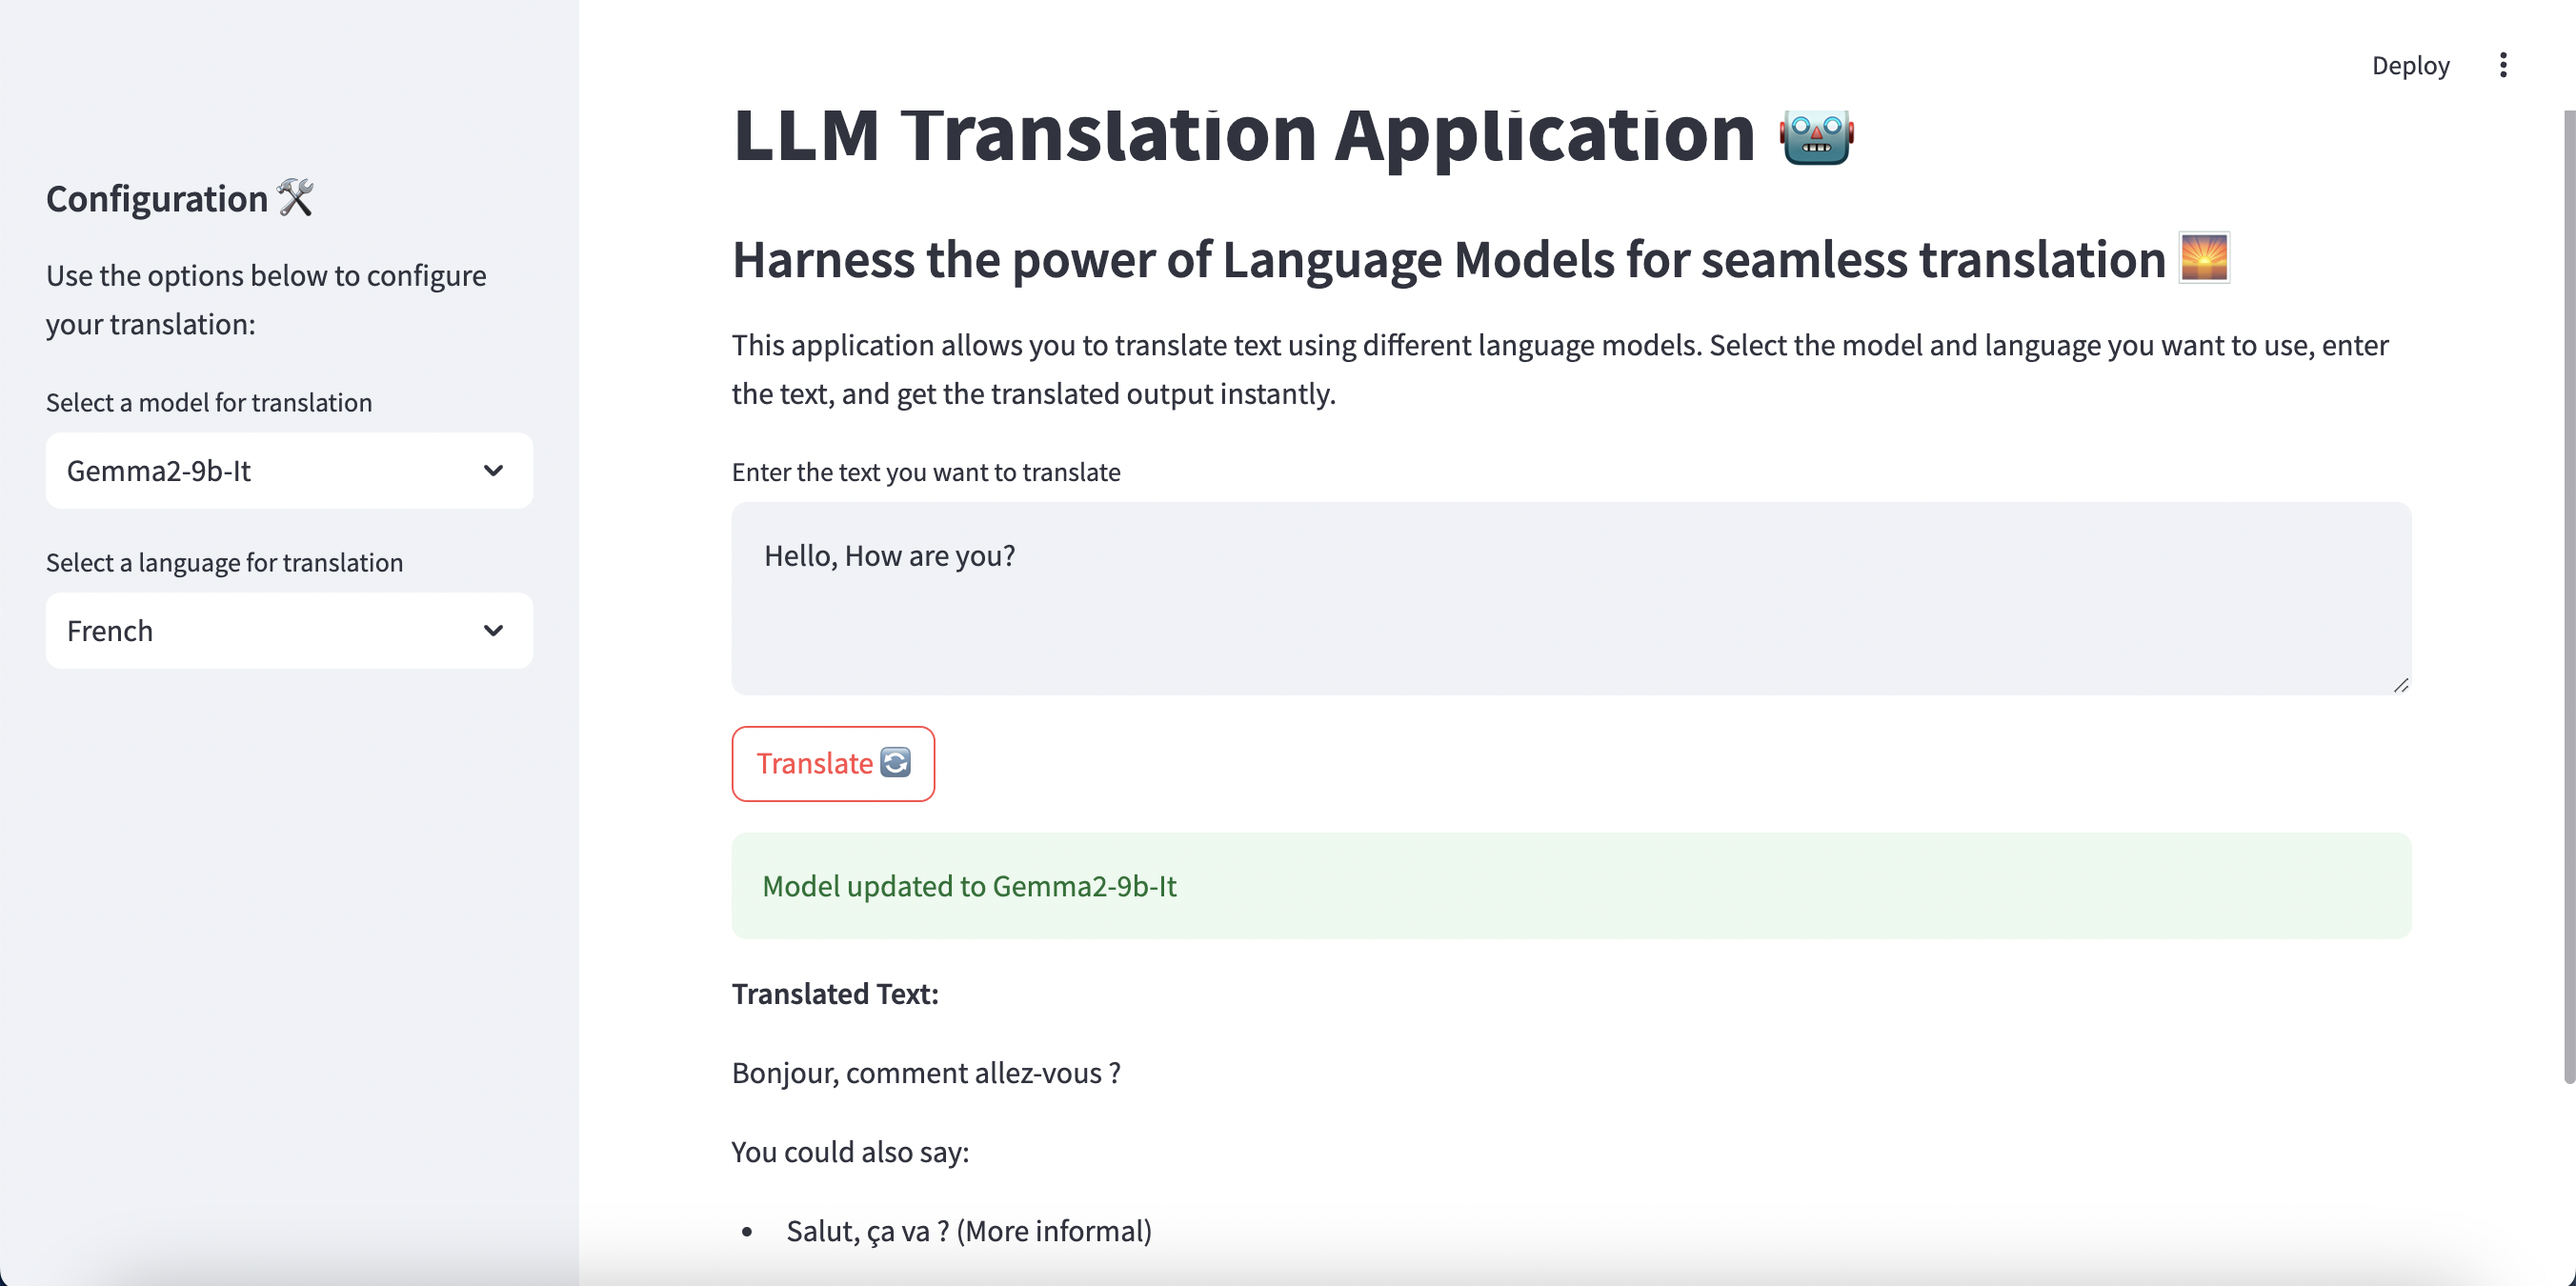 Deploy
Configuration 🛠️
Use the options below to configure
your translation:
Select a model for translation
Gemma2-9b-It
Select a language for translation
French
LLM Translation Application 🤖
Harness the power of Language Models for seamless translation 🌅
This application allows you to translate text using different language models. Select the model and language you want to use, enter
the text, and get the translated output instantly.
Enter the text you want to translate
Hello, How are you?
Translate 🔄
Model updated to Gemma2-9b-It
Translated Text:
Bonjour, comment allez-vous ?
You could also say:
• Salut, ça va ? (More informal)